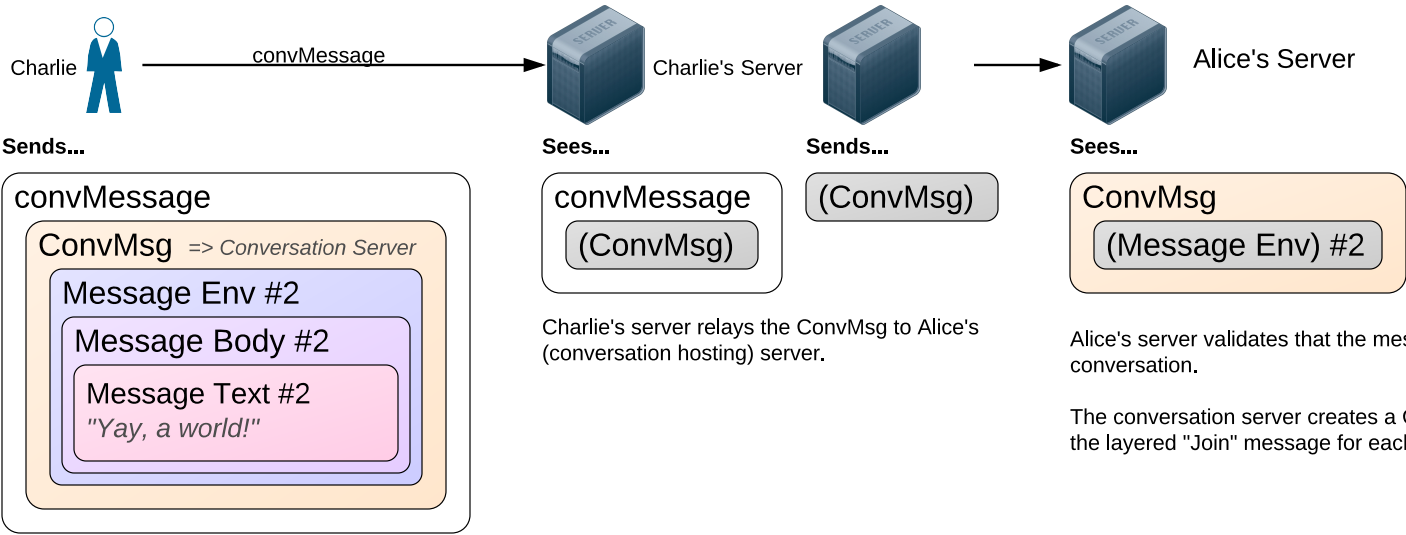 Charlie
convMessage
SERVER
Charlie's Server
SERVER
SERVER
Alice's Server
Sends...
Sees...
Sends...
Sees...
convMessage
ConvMsg => Conversation Server
Message Env #2
Message Body #2
Message Text #2
"Yay, a world!"
convMessage
(ConvMsg)
(ConvMsg)
ConvMsg
(Message Env) #2
Charlie's server relays the ConvMsg to Alice's
(conversation hosting) server.
Alice's server validates that the
conversation.
The conversation server creates a
the layered "Join" message for